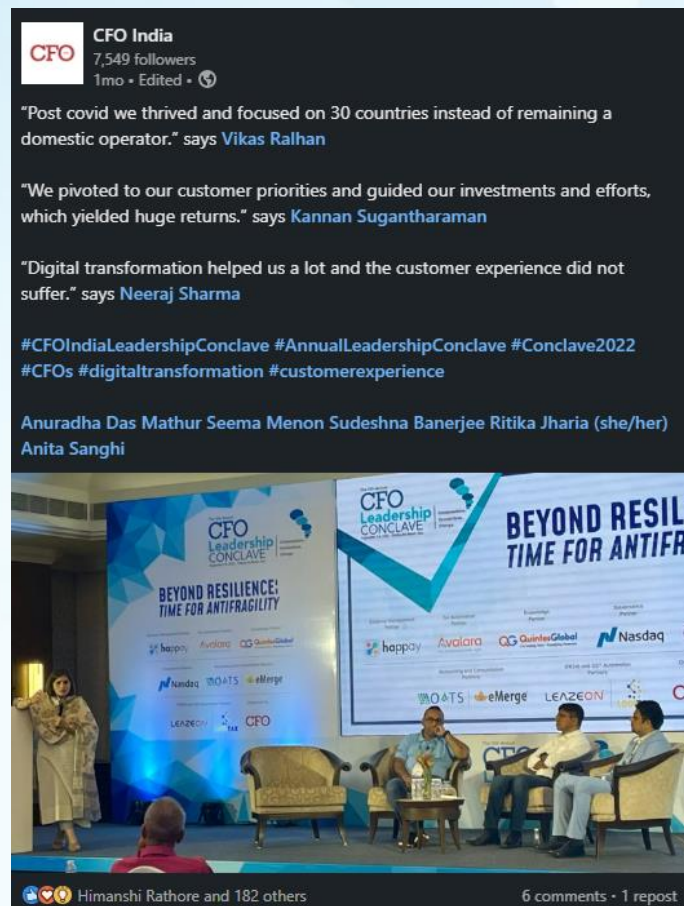 CFO
CFO India
7,549 followers
1mo • Edited •
“Post covid we thrived and focused on 30 countries instead of remaining a
domestic operator.” says Vikas Ralhan
“We pivoted to our customer priorities and guided our investments and efforts,
which yielded huge returns.” says Kannan Sugantharaman
“Digital transformation helped us a lot and the customer experience did not
suffer.” says Neeraj Sharma
#CFOIndiaLeadershipConclave #AnnualLeadershipConclave #Conclave2022
#CFOs #digitaltransformation #customerexperience
Anuradha Das Mathur Seema Menon Sudeshna Banerjee Ritika Jharia (she/her)
Anita Sanghi
CFO
Leadership
CONCLAVE
BEYOND RESILIENCE:
TIME FOR ANTIFRAGILITY
happay Avalara QG QuintesGlobal
Nasdaq eMerge
LEAZEON TAX CFO
CFO
Leadership
CONCLAVE
BEYOND RESIL
TIME FOR ANTIFRA
happay Avalara QG QuintesGlobal Nasdaq
eMerge LEAZEON
CFO
Himanshi Rathore and 182 others
6 comments • 1 repost